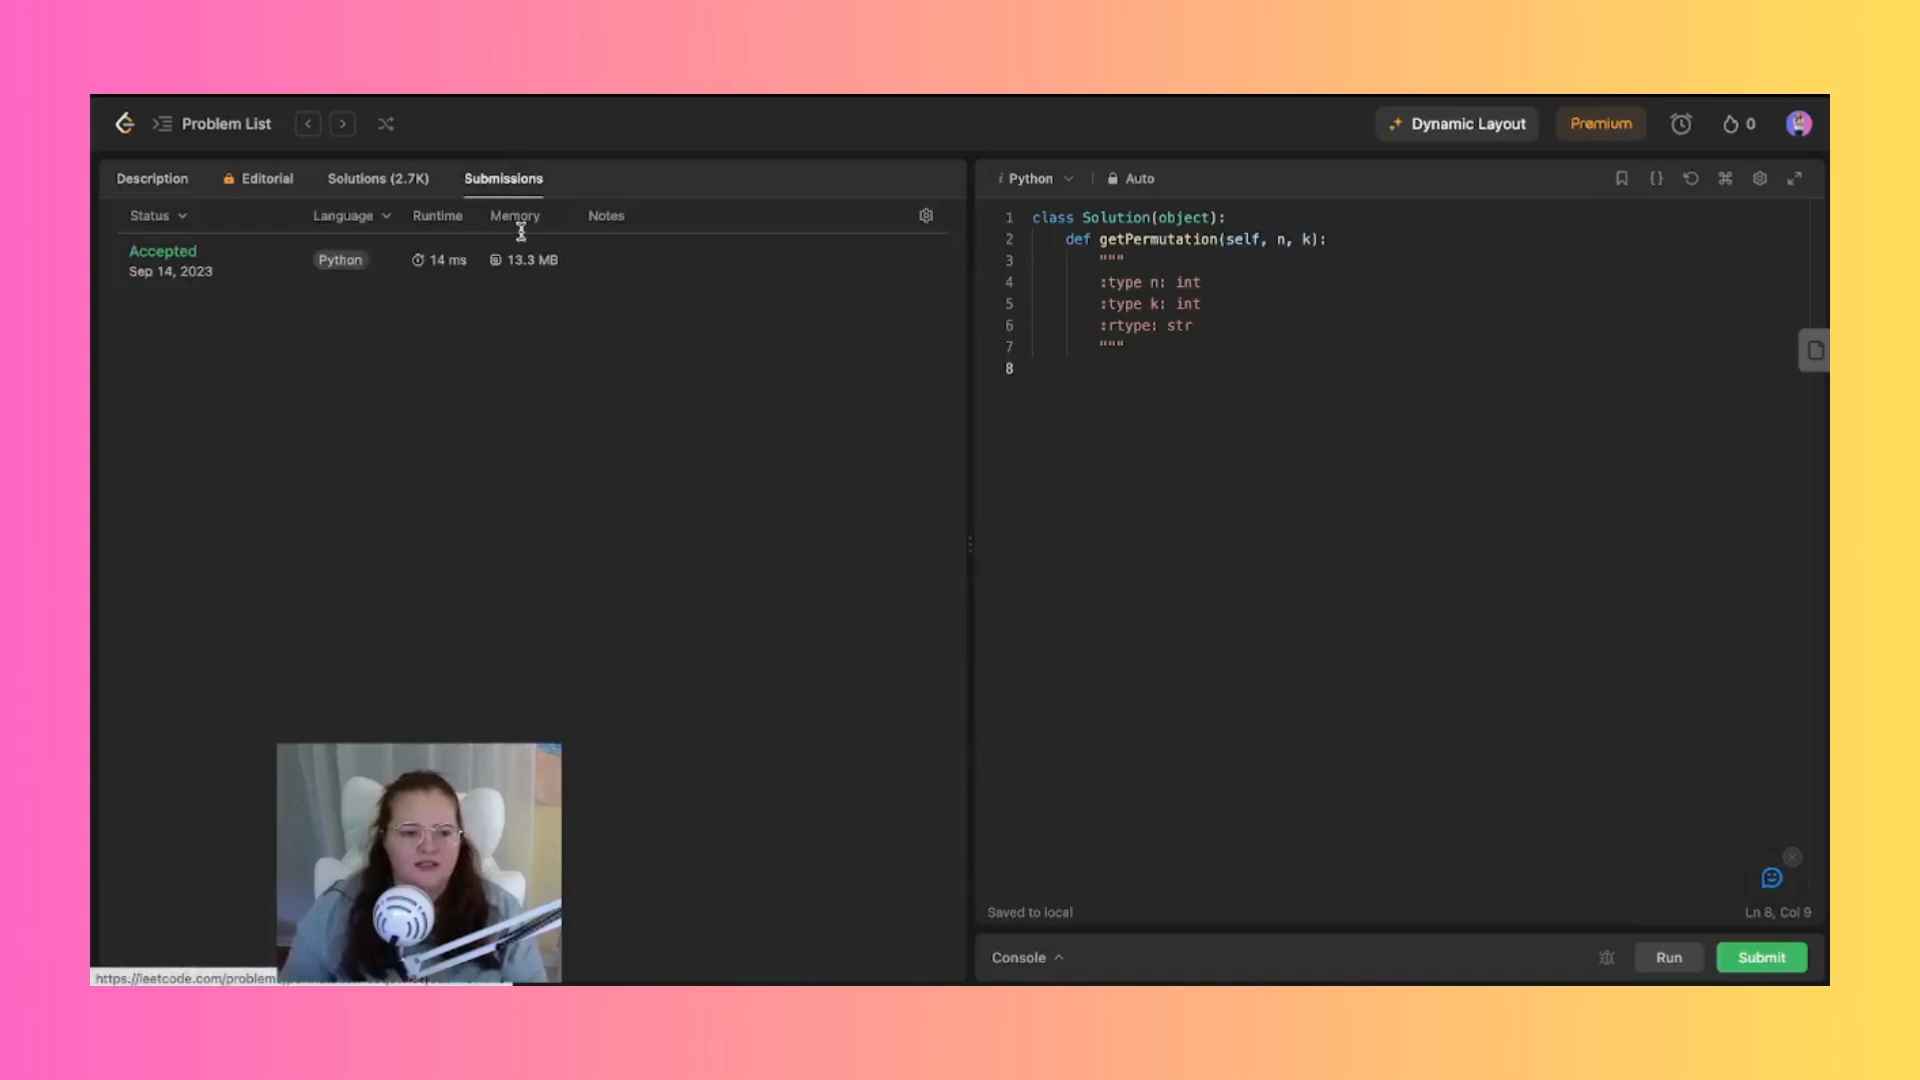 Problem List
Dynamic Layout
Premium
0
Description
Editorial
Solutions (2.7K)
Submissions
Status
Language
Runtime
Memory
Notes
Accepted
Sep 14, 2023
Python
14 ms
13.3 MB
i Python
Auto
1 class Solution(object):
2 def getPermutation(self, n, k):
3 """
4 :type n: int
5 :type k: int
6 :rtype: str
7 """
8
Saved to local
Ln 8, Col 9
Console
Run
Submit
https://leetcode.com/problem